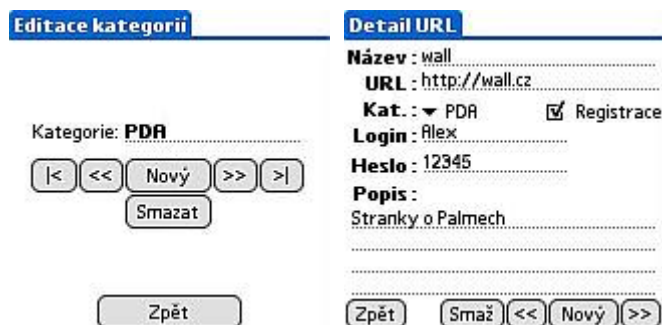 Editace kategorií
Kategorie: PDA
|< << Nový >> >|
Smazat
Zpět
Detail URL
Název : wall
URL : http://wall.cz
Kat. : PDA Registrace
Login : Alex
Heslo : 12345
Popis :
Stranky o Palmech
Zpět Smaž << Nový >>